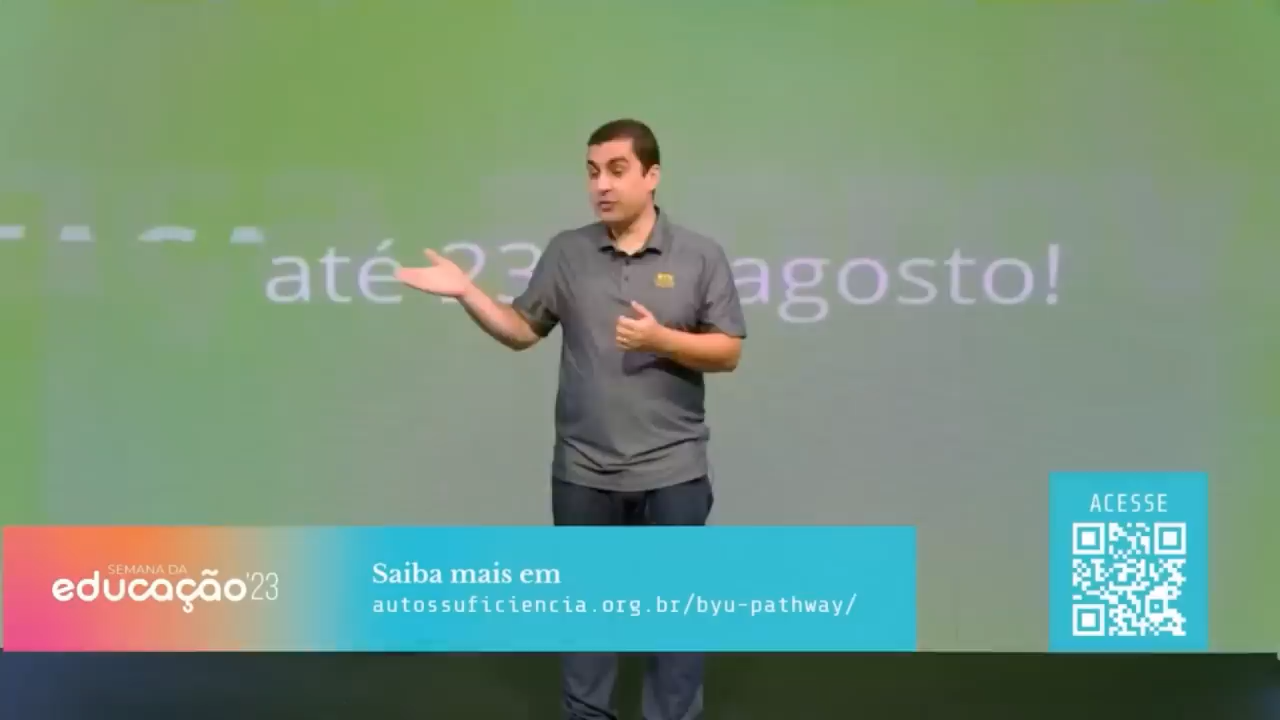 até 23 agosto!
ACESSE
SEMANA DA
educação'23
Saiba mais em
autossuficiencia.org.br/byu-pathway/